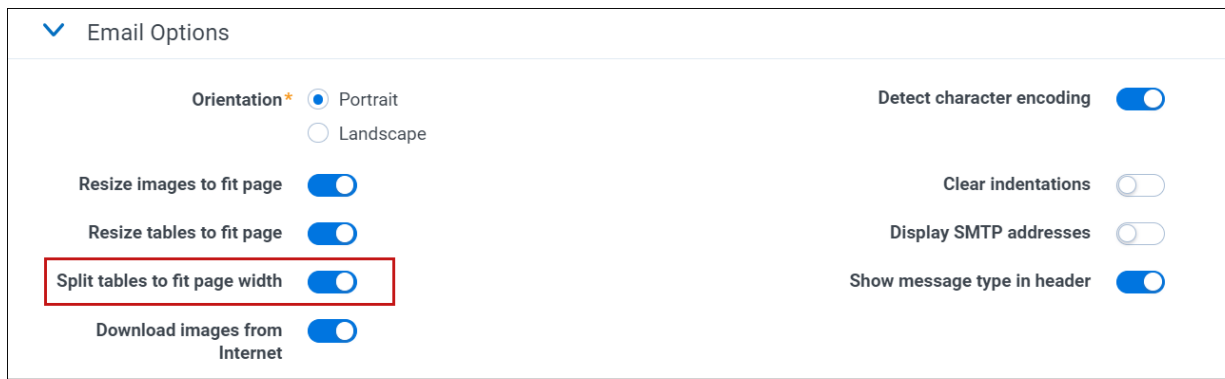 Email Options
Orientation*
Portrait
Landscape
Resize images to fit page
Resize tables to fit page
Split tables to fit page width
Download images from
Internet
Detect character encoding
Clear indentations
Display SMTP addresses
Show message type in header